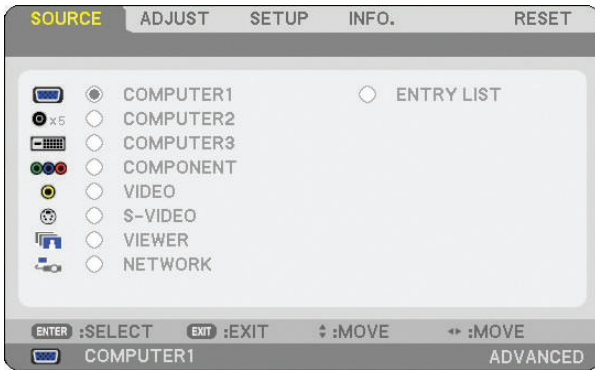 SOURCE ADJUST SETUP INFO. RESET
COMPUTER1 ENTRY LIST
x5 COMPUTER2
COMPUTER3
COMPONENT
VIDEO
S-VIDEO
VIEWER
NETWORK
ENTER :SELECT EXIT :EXIT :MOVE :MOVE
COMPUTER1 ADVANCED